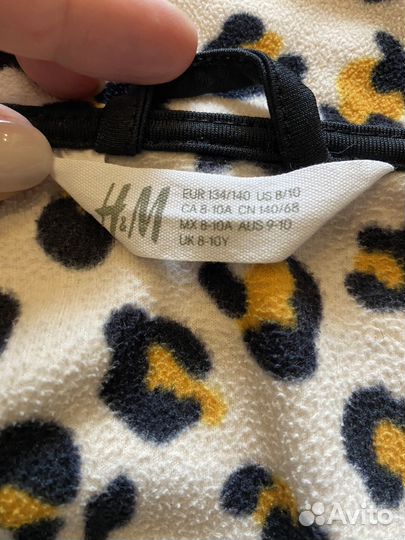 H&M
EUR 134/140 US 8/10
CA 8-10A CN 140/68
MX 8-10A AUS 9-10
UK 8-10Y
Avito